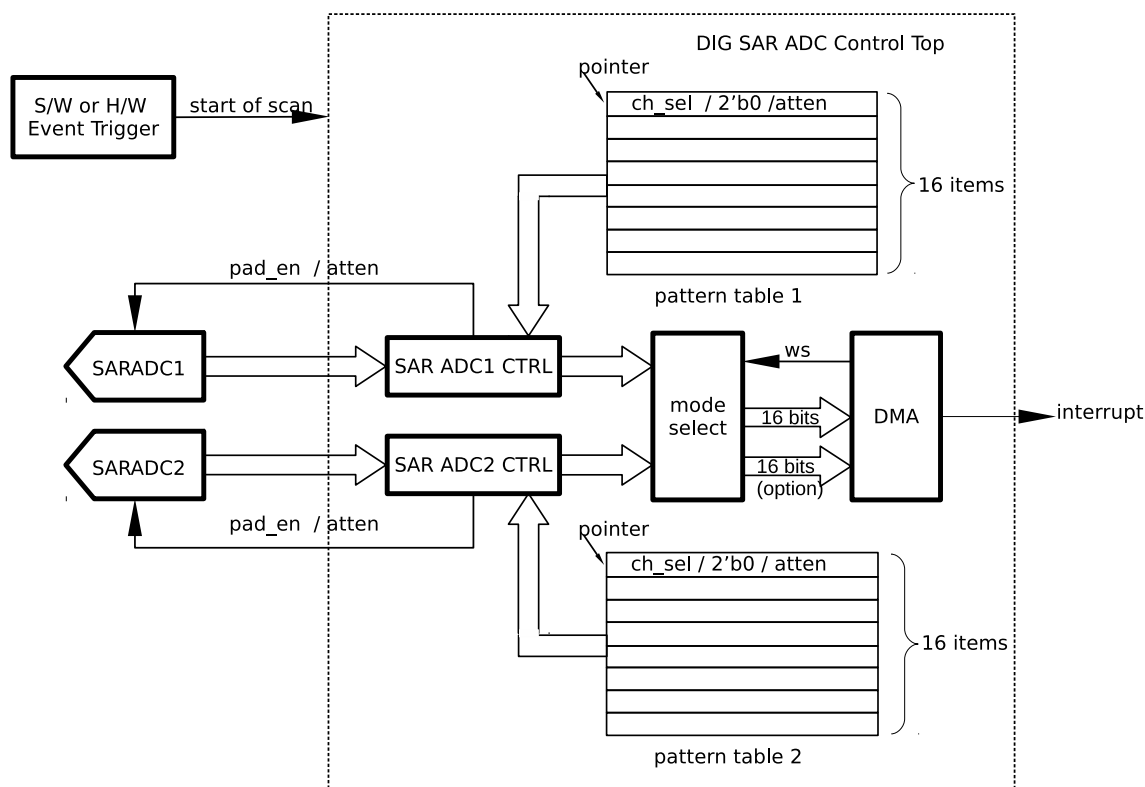 DIG SAR ADC Control Top
pointer
S/W or H/W
Event Trigger
start of scan
ch_sel / 2'b0 /atten
16 items
pad_en / atten
pattern table 1
SARADC1
SAR ADC1 CTRL
ws
mode
select
16 bits
DMA
interrupt
SARADC2
SAR ADC2 CTRL
16 bits
(option)
pad_en / atten
pointer
ch_sel / 2'b0 / atten
16 items
pattern table 2